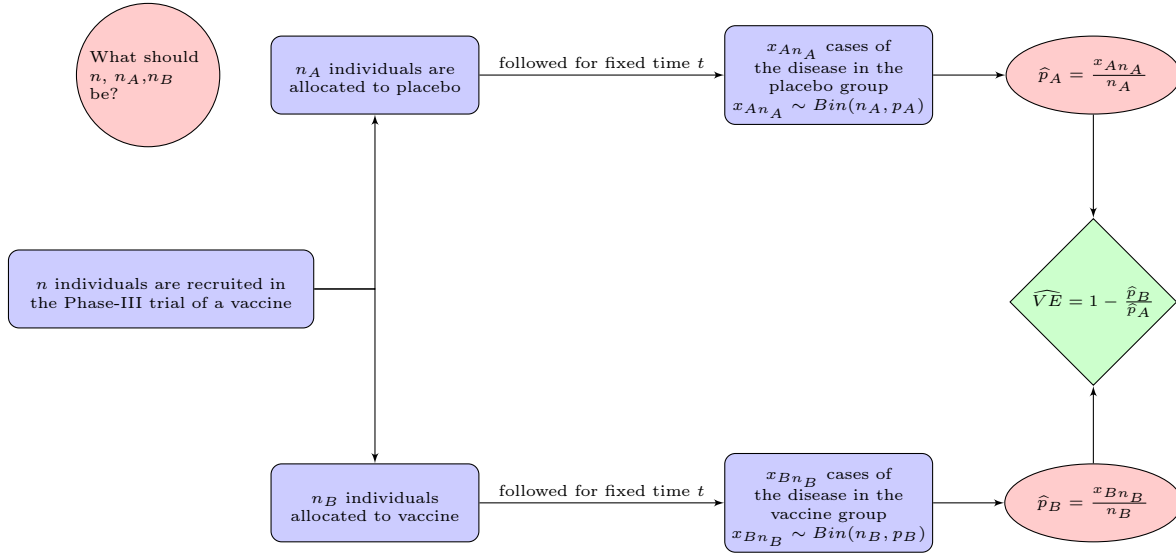 What should
n, n_A,n_B
be?
n_A individuals are
allocated to placebo
followed for fixed time t
x_{An_A} cases of
the disease in the
placebo group
x_{An_A} ∼ Bin(n_A, p_A)
p̂_A = x_{An_A}/n_A
n individuals are recruited in
the Phase-III trial of a vaccine
V̂E = 1 − p̂_B/p̂_A
n_B individuals
allocated to vaccine
followed for fixed time t
x_{Bn_B} cases of
the disease in the
vaccine group
x_{Bn_B} ∼ Bin(n_B, p_B)
p̂_B = x_{Bn_B}/n_B